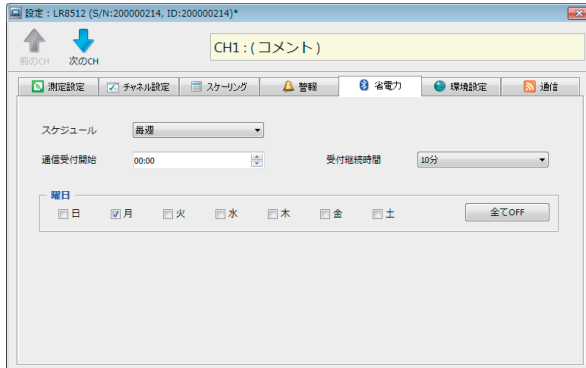 設定 : LR8512 (S/N:200000214, ID:200000214)*
前のCH 次のCH CH1 : ( コメント )
測定設定 チャネル設定 スケーリング 警報 省電力 環境設定 通信
スケジュール 毎週
通信受付開始 00:00 受付継続時間 10分
曜日
日 月 火 水 木 金 土 全てOFF